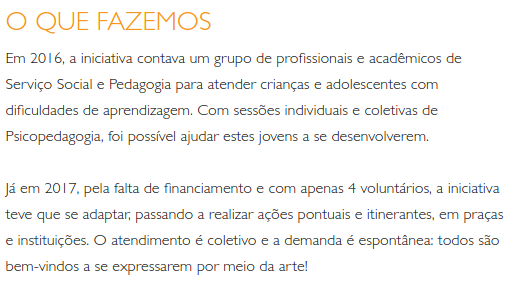 O QUE FAZEMOS
Em 2016, a iniciativa contava um grupo de profissionais e acadêmicos de
Serviço Social e Pedagogia para atender crianças e adolescentes com
dificuldades de aprendizagem. Com sessões individuais e coletivas de
Psicopedagogia, foi possível ajudar estes jovens a se desenvolverem.
Já em 2017, pela falta de financiamento e com apenas 4 voluntários, a iniciativa
teve que se adaptar, passando a realizar ações pontuais e itinerantes, em praças
e instituições. O atendimento é coletivo e a demanda é espontânea: todos são
bem-vindos a se expressarem por meio da arte!